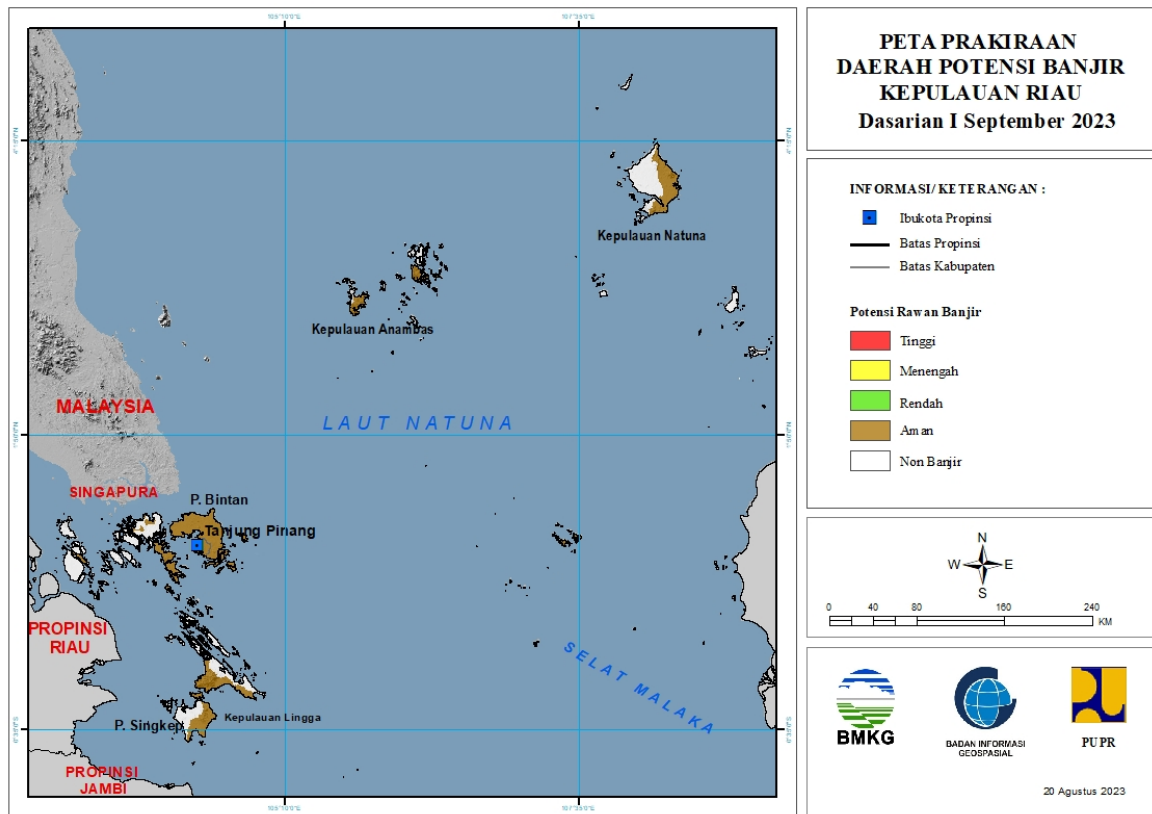 PETA PRAKIRAAN
DAERAH POTENSI BANJIR
KEPULAUAN RIAU
Dasarian I September 2023
INFORMASI/ KETERANGAN :
Ibukota Propinsi
Batas Propinsi
Batas Kabupaten
Potensi Rawan Banjir
Tinggi
Menengah
Rendah
Aman
Non Banjir
N
W E
S
0 40 80 160 240
KM
BMKG
BADAN INFORMASI
GEOSPASIAL
PUPR
20 Agustus 2023
Kepulauan Natuna
Kepulauan Anambas
MALAYSIA
LAUT NATUNA
SINGAPURA
P. Bintan
Tanjung Pinang
PROPINSI
RIAU
SELAT MALAKA
P. Singkep
Kepulauan Lingga
PROPINSI
JAMBI